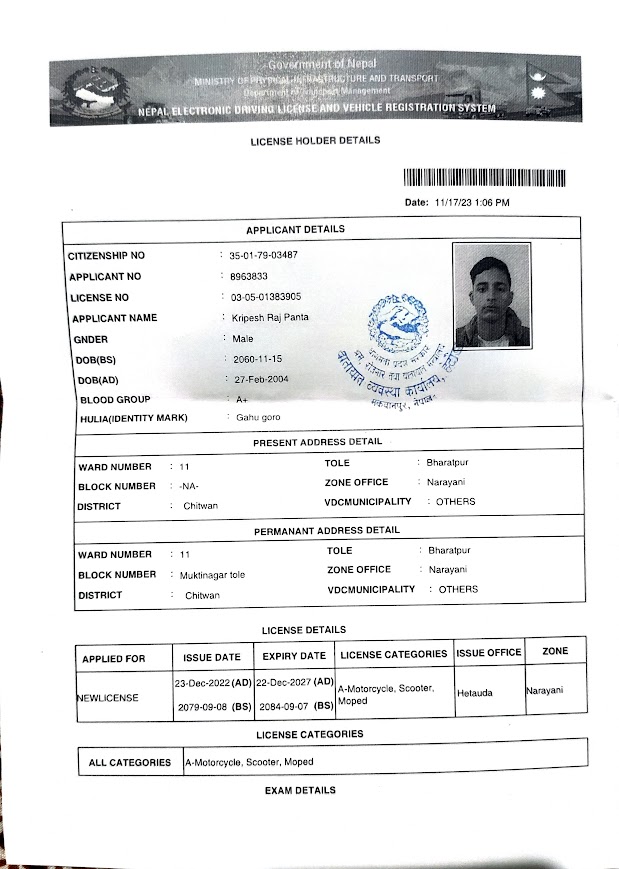 Government of Nepal
MINISTRY OF PHYSICAL INFRASTRUCTURE AND TRANSPORT
Department of Transport Management
NEPAL ELECTRONIC DRIVING LICENSE AND VEHICLE REGISTRATION SYSTEM
LICENSE HOLDER DETAILS
Date: 11/17/23 1:06 PM
APPLICANT DETAILS
CITIZENSHIP NO : 35-01-79-03487
APPLICANT NO : 8963833
LICENSE NO : 03-05-01383905
APPLICANT NAME : Kripesh Raj Panta
GNDER : Male
DOB(BS) : 2060-11-15
DOB(AD) : 27-Feb-2004
BLOOD GROUP : A+
HULIA(IDENTITY MARK) : Gahu goro
यातायात व्यवस्था कार्यालय,
मकवानपुर, नेपाल
PRESENT ADDRESS DETAIL
WARD NUMBER : 11 TOLE : Bharatpur
BLOCK NUMBER : -NA- ZONE OFFICE : Narayani
DISTRICT : Chitwan VDCMUNICIPALITY : OTHERS
PERMANANT ADDRESS DETAIL
WARD NUMBER : 11 TOLE : Bharatpur
BLOCK NUMBER : Muktinagar tole ZONE OFFICE : Narayani
DISTRICT : Chitwan VDCMUNICIPALITY : OTHERS
LICENSE DETAILS
APPLIED FOR ISSUE DATE EXPIRY DATE LICENSE CATEGORIES ISSUE OFFICE ZONE
NEWLICENSE 23-Dec-2022 (AD) 22-Dec-2027 (AD) A-Motorcycle, Scooter, Moped Hetauda Narayani
2079-09-08 (BS) 2084-09-07 (BS)
LICENSE CATEGORIES
ALL CATEGORIES A-Motorcycle, Scooter, Moped
EXAM DETAILS